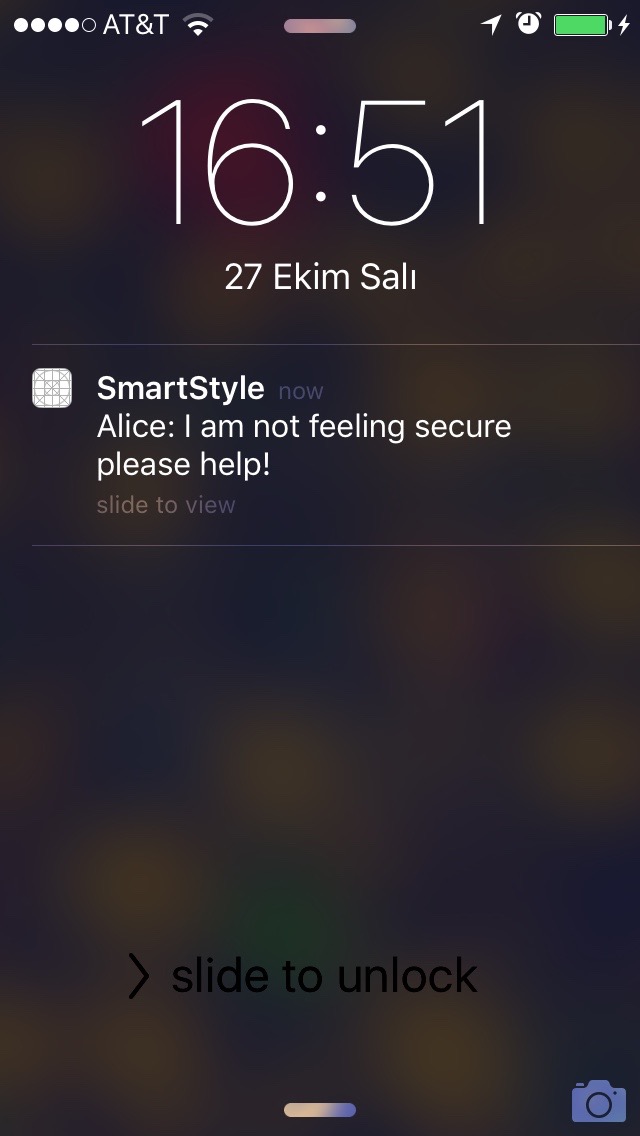 AT&T
16:51
27 Ekim Salı
SmartStyle now
Alice: I am not feeling secure
please help!
slide to view
slide to unlock